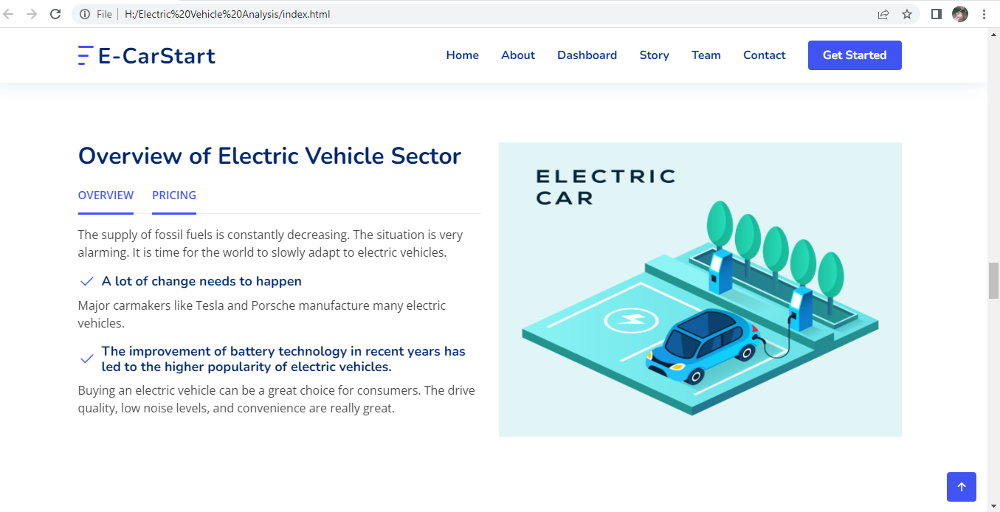 File | H:/Electric%20Vehicle%20Analysis/index.html
E-CarStart
Home About Dashboard Story Team Contact Get Started
Overview of Electric Vehicle Sector
OVERVIEW PRICING
The supply of fossil fuels is constantly decreasing. The situation is very
alarming. It is time for the world to slowly adapt to electric vehicles.
A lot of change needs to happen
Major carmakers like Tesla and Porsche manufacture many electric
vehicles.
The improvement of battery technology in recent years has
led to the higher popularity of electric vehicles.
Buying an electric vehicle can be a great choice for consumers. The drive
quality, low noise levels, and convenience are really great.
ELECTRIC
CAR